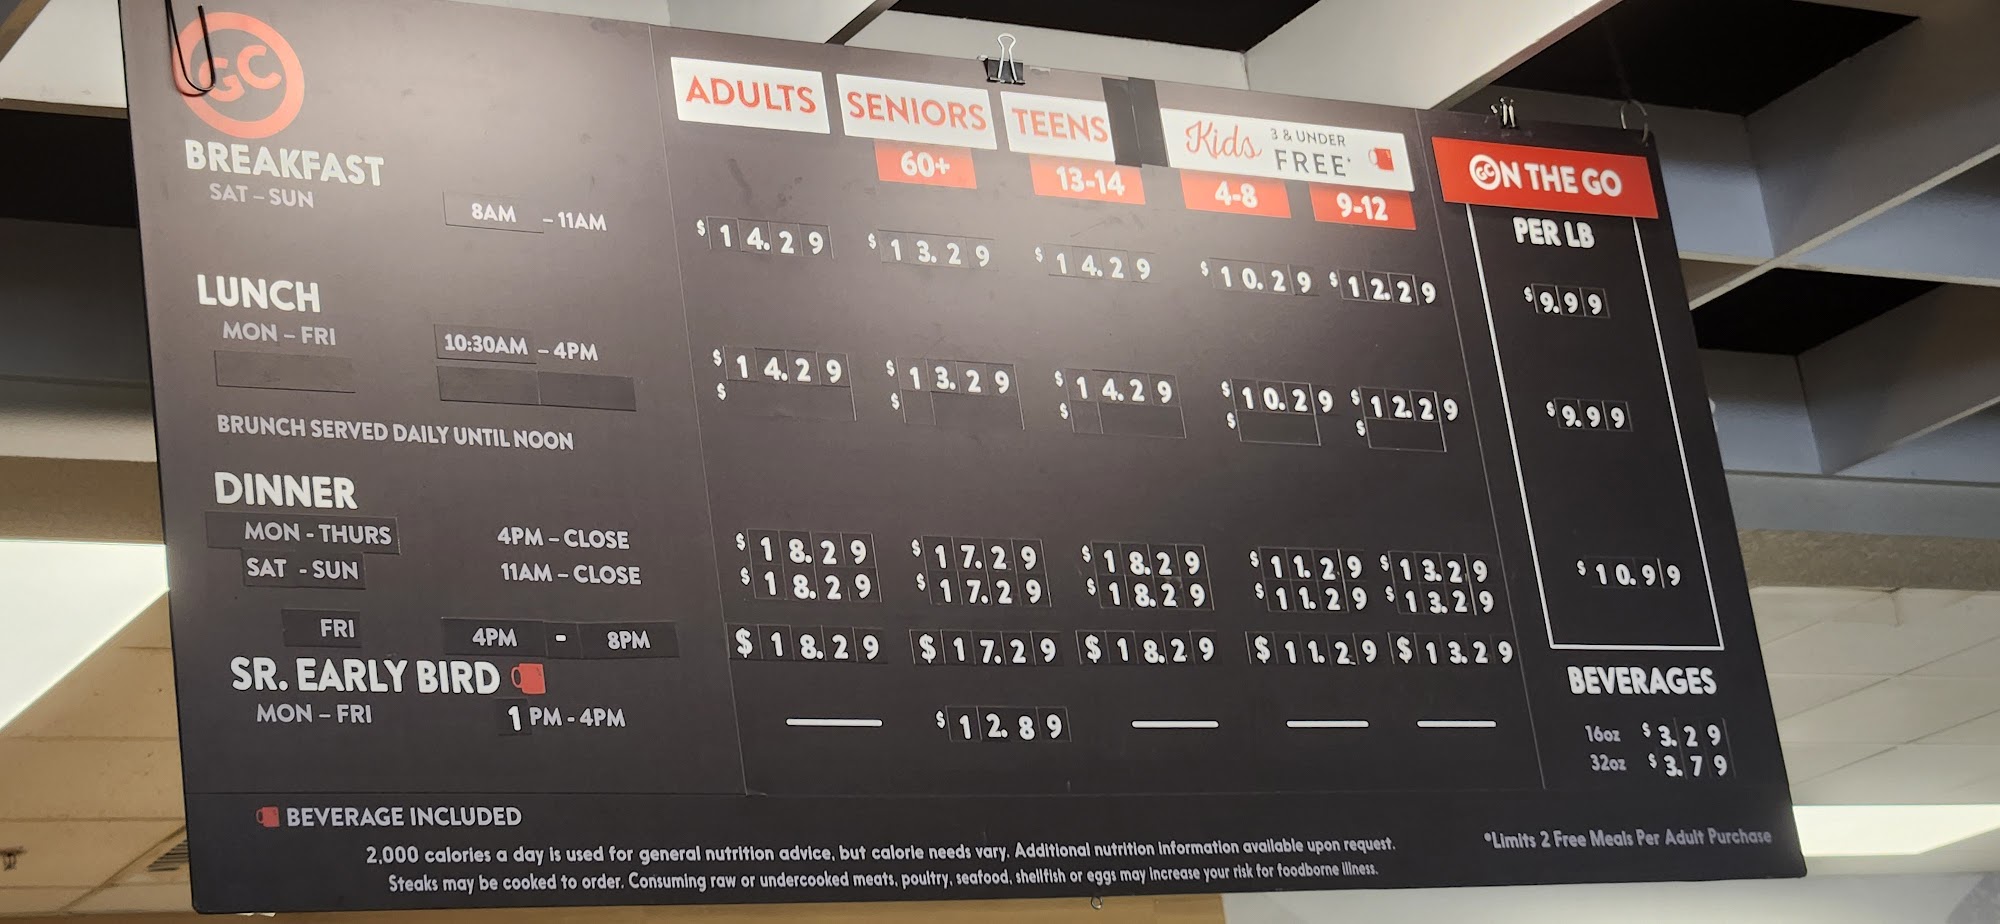 GC
ADULTS SENIORS TEENS Kids 3 & UNDER FREE* GC ON THE GO
60+ 13-14 4-8 9-12 PER LB
BREAKFAST
SAT – SUN 8AM – 11AM $14.29 $13.29 $14.29 $10.29 $12.29 $9.99
LUNCH
MON – FRI 10:30AM – 4PM $14.29 $13.29 $14.29 $10.29 $12.29 $9.99
$ $ $ $ $
BRUNCH SERVED DAILY UNTIL NOON
DINNER
MON - THURS 4PM – CLOSE $18.29 $17.29 $18.29 $11.29 $13.29 $10.99
SAT - SUN 11AM – CLOSE $18.29 $17.29 $18.29 $11.29 $13.29
FRI 4PM - 8PM $18.29 $17.29 $18.29 $11.29 $13.29
SR. EARLY BIRD
MON – FRI 1PM - 4PM $12.89
BEVERAGES
16oz $3.29
32oz $3.79
BEVERAGE INCLUDED
2,000 calories a day is used for general nutrition advice, but calorie needs vary. Additional nutrition information available upon request.
Steaks may be cooked to order. Consuming raw or undercooked meats, poultry, seafood, shellfish or eggs may increase your risk for foodborne illness.
*Limits 2 Free Meals Per Adult Purchase